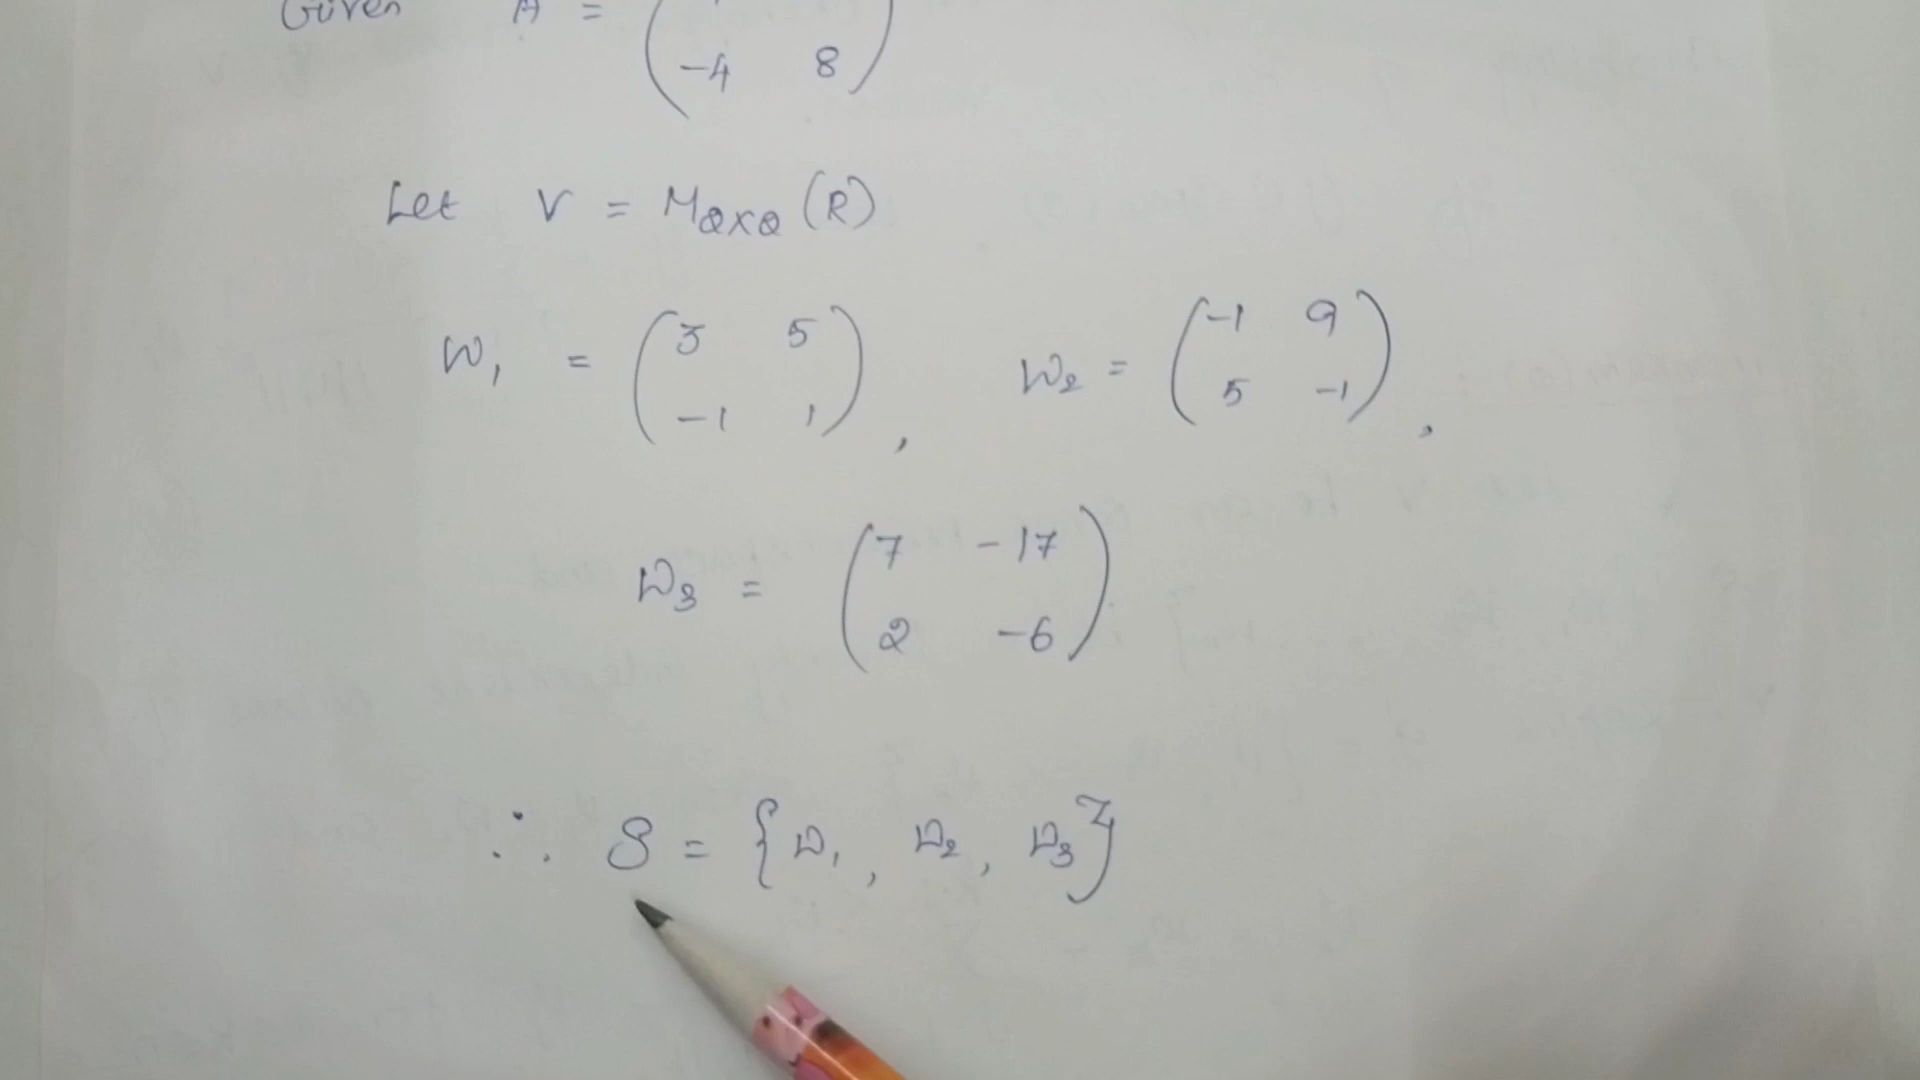 Given A = (
-4 8)
Let V = M2x2 (R)
W1 = (3 5
-1 1),
W2 = (-1 9
5 -1),
W3 = (7 -17
2 -6)
∴ S = {W1, W2, W3}